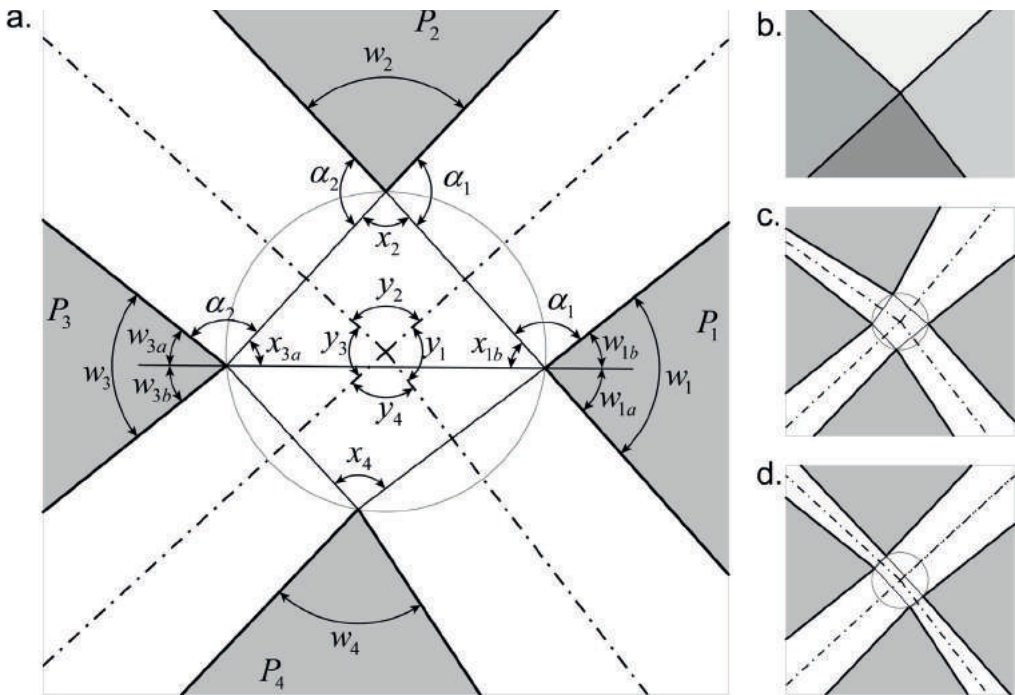 a.
P₂
w₂
α₂ α₁
x₂
P₃
α₂ y₂ α₁ P₁
w₃ₐ x₃ₐ y₃ y₁ x₁b w₁b
w₃ w₁
w₃b y₄ w₁ₐ
x₄
w₄
P₄
b.
c.
d.